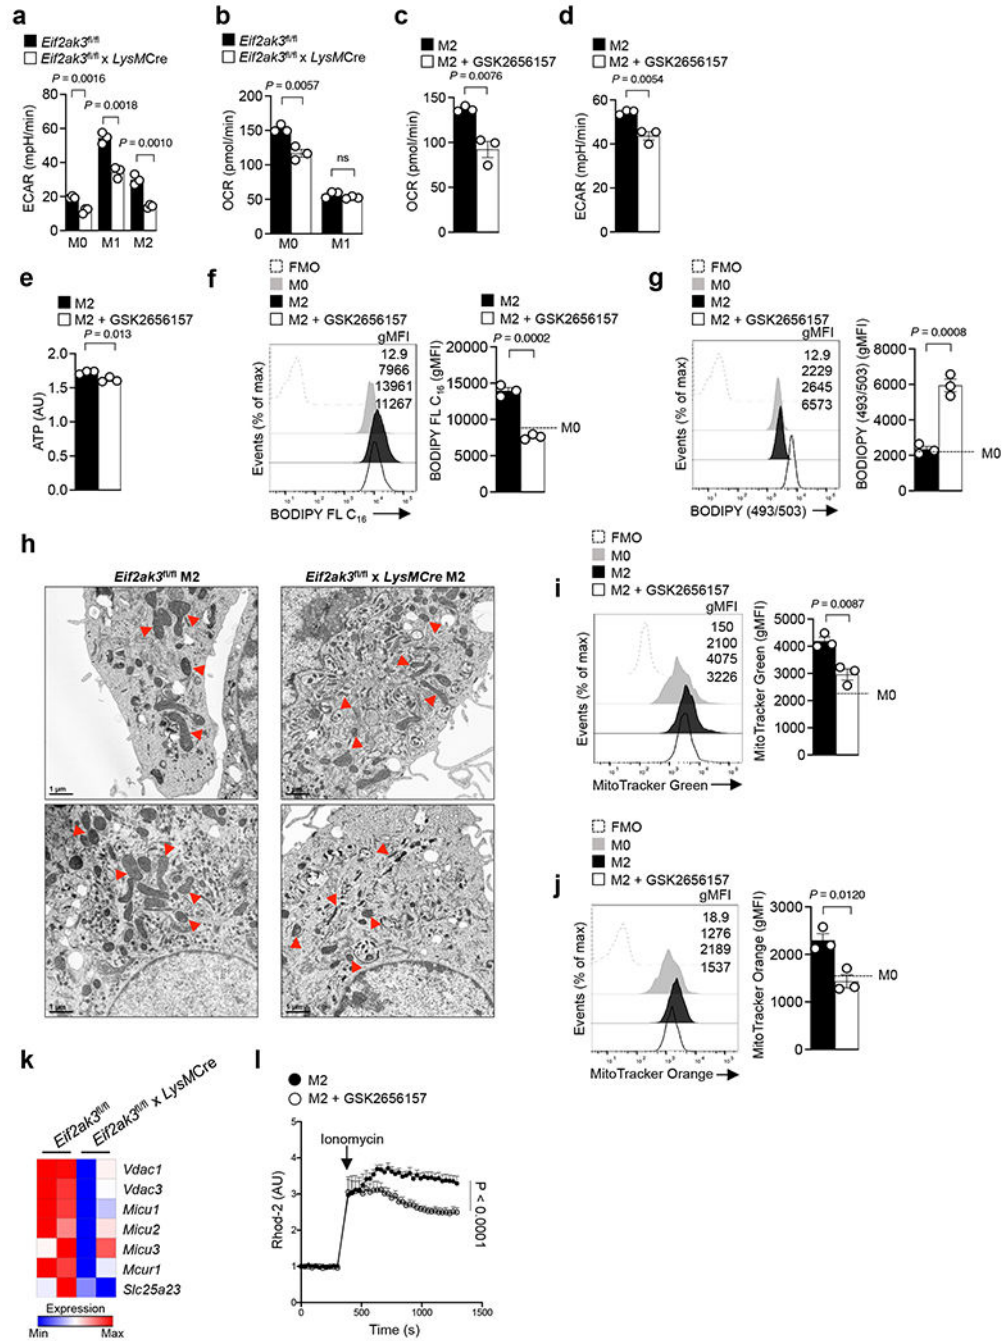 a
Eif2ak3fl/fl
Eif2ak3fl/fl x LysMCre
P = 0.0016
P = 0.0018
P = 0.0010
ECAR (mpH/min)
80
60
40
20
0
M0 M1 M2
b
Eif2ak3fl/fl
Eif2ak3fl/fl x LysMCre
P = 0.0057
ns
OCR (pmol/min)
200
150
100
50
0
M0 M1
c
M2
M2 + GSK2656157
P = 0.0076
OCR (pmol/min)
150
100
50
0
d
M2
M2 + GSK2656157
P = 0.0054
ECAR (mpH/min)
60
40
20
0
e
M2
M2 + GSK2656157
P = 0.013
ATP (AU)
2.0
1.5
1.0
0.5
0.0
f
FMO
M0
M2
M2 + GSK2656157
gMFI
12.9
7966
13961
11267
Events (% of max)
BODIPY FL C16
M2
M2 + GSK2656157
P = 0.0002
BODIPY FL C16 (gMFI)
20000
15000
10000
5000
0
M0
g
FMO
M0
M2
M2 + GSK2656157
gMFI
12.9
2229
2645
6573
Events (% of max)
BODIPY (493/503)
P = 0.0008
BODIOPY (493/503) (gMFI)
8000
6000
4000
2000
0
M0
h
Eif2ak3fl/fl M2
Eif2ak3fl/fl x LysMCre M2
1 µm
1 µm
1 µm
1 µm
i
FMO
M0
M2
M2 + GSK2656157
gMFI
150
2100
4075
3226
Events (% of max)
MitoTracker Green
P = 0.0087
MitoTracker Green (gMFI)
5000
4000
3000
2000
1000
0
M0
j
FMO
M0
M2
M2 + GSK2656157
gMFI
18.9
1276
2189
1537
Events (% of max)
MitoTracker Orange
P = 0.0120
MitoTracker Orange (gMFI)
3000
2000
1000
0
M0
k
Eif2ak3fl/fl
Eif2ak3fl/fl x LysMCre
Vdac1
Vdac3
Micu1
Micu2
Micu3
Mcur1
Slc25a23
Expression
Min Max
l
M2
M2 + GSK2656157
Ionomycin
Rhod-2 (AU)
5
4
3
2
1
0
0 500 1000 1500
Time (s)
P < 0.0001